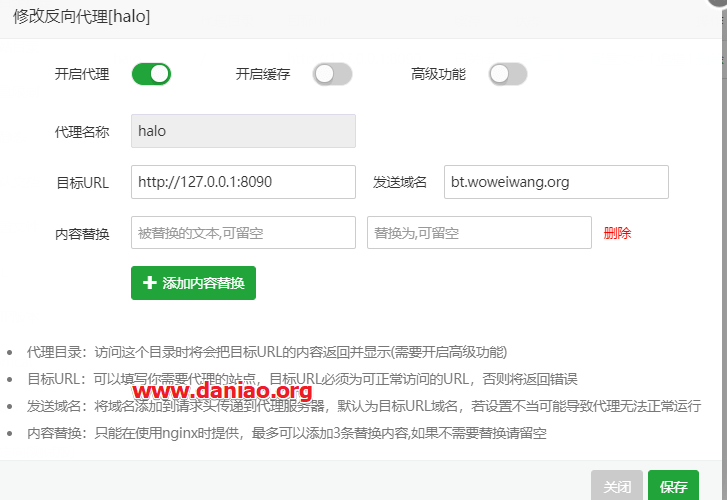 修改反向代理[halo]
开启代理 开启缓存 高级功能
代理名称 halo
目标URL http://127.0.0.1:8090 发送域名 bt.woweiwang.org
内容替换 被替换的文本,可留空 替换为,可留空 删除
添加内容替换
代理目录：访问这个目录时将会把目标URL的内容返回并显示(需要开启高级功能)
目标URL：可以填写你需要代理的站点，目标URL必须为可正常访问的URL，否则将返回错误
www.daniao.org
发送域名：将域名添加到请求头传递到代理服务器，默认为目标URL域名，若设置不当可能导致代理无法正常运行
内容替换：只能在使用nginx时提供，最多可以添加3条替换内容,如果不需要替换请留空
关闭 保存